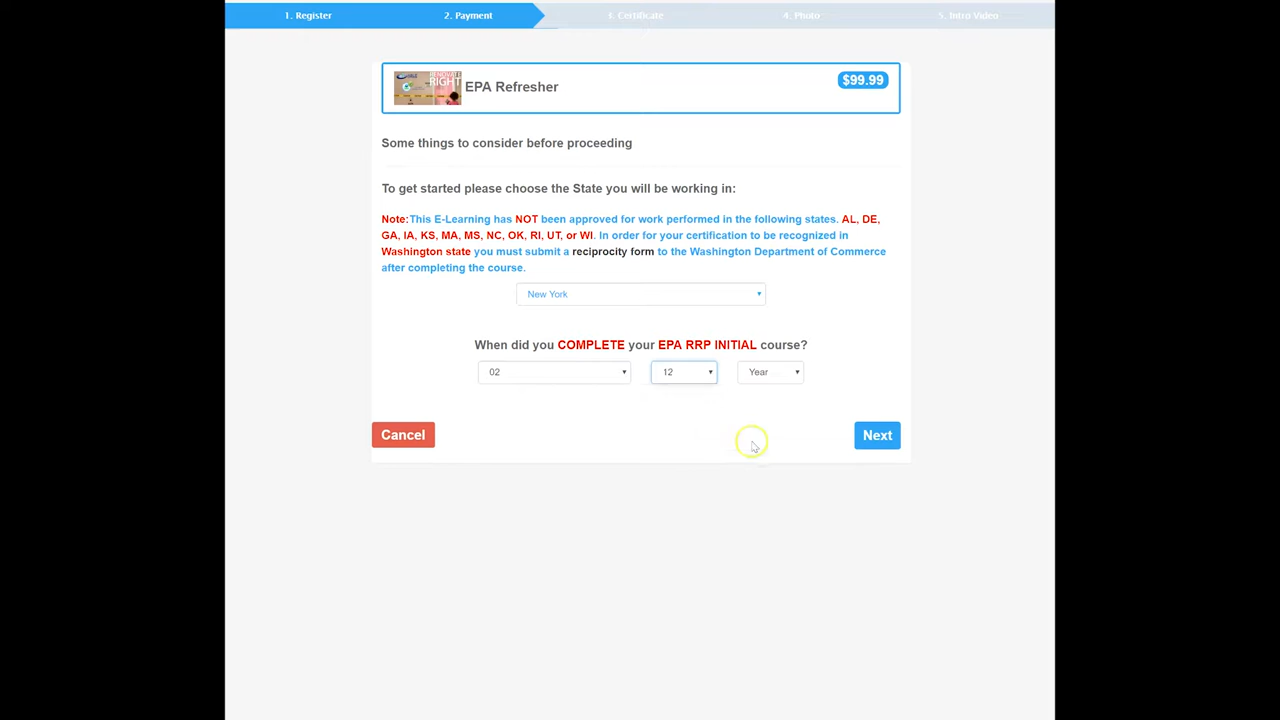 1. Register
2. Payment
3. Certificate
4. Photo
5. Intro Video
RENOVATE
RIGHT
EPA Refresher
$99.99
Some things to consider before proceeding
To get started please choose the State you will be working in:
Note:This E-Learning has NOT been approved for work performed in the following states. AL, DE,
GA, IA, KS, MA, MS, NC, OK, RI, UT, or WI. In order for your certification to be recognized in
Washington state you must submit a reciprocity form to the Washington Department of Commerce
after completing the course.
New York
When did you COMPLETE your EPA RRP INITIAL course?
02
12
Year
Cancel
Next